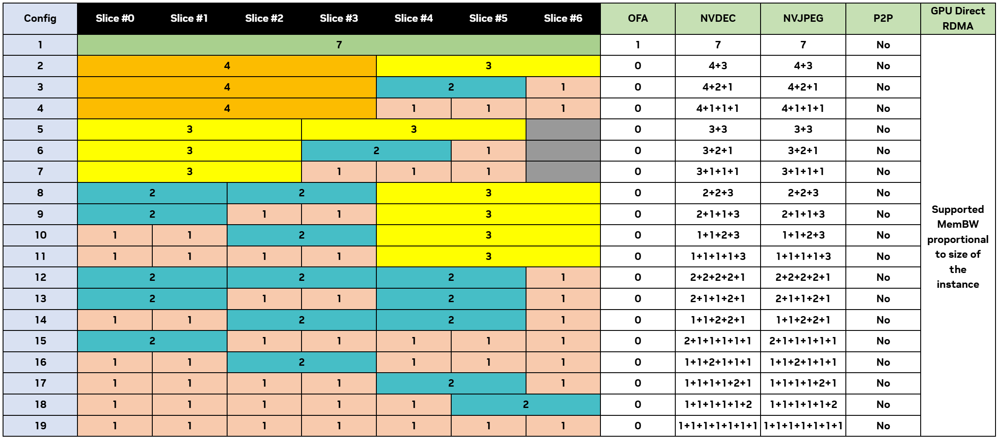 Config Slice #0 Slice #1 Slice #2 Slice #3 Slice #4 Slice #5 Slice #6 OFA NVDEC NVJPEG P2P GPU Direct
RDMA
1 7 1 7 7 No
2 4 3 0 4+3 4+3 No
3 4 2 1 0 4+2+1 4+2+1 No
4 4 1 1 1 0 4+1+1+1 4+1+1+1 No
5 3 3 0 3+3 3+3 No
6 3 2 1 0 3+2+1 3+2+1 No
7 3 1 1 1 0 3+1+1+1 3+1+1+1 No
8 2 2 3 0 2+2+3 2+2+3 No
9 2 1 1 3 0 2+1+1+3 2+1+1+3 No
10 1 1 2 3 0 1+1+2+3 1+1+2+3 No
11 1 1 1 1 3 0 1+1+1+1+3 1+1+1+1+3 No
12 2 2 2 1 0 2+2+2+2+1 2+2+2+2+1 No
13 2 1 1 2 1 0 2+1+1+2+1 2+1+1+2+1 No
14 1 1 2 2 1 0 1+1+2+2+1 1+1+2+2+1 No
15 2 1 1 1 1 1 0 2+1+1+1+1+1 2+1+1+1+1+1 No
16 1 1 2 1 1 1 0 1+1+2+1+1+1 1+1+2+1+1+1 No
17 1 1 1 1 2 1 0 1+1+1+1+2+1 1+1+1+1+2+1 No
18 1 1 1 1 1 2 0 1+1+1+1+1+2 1+1+1+1+1+2 No
19 1 1 1 1 1 1 1 0 1+1+1+1+1+1+1 1+1+1+1+1+1+1 No
Supported
MemBW
proportional
to size of
the
instance